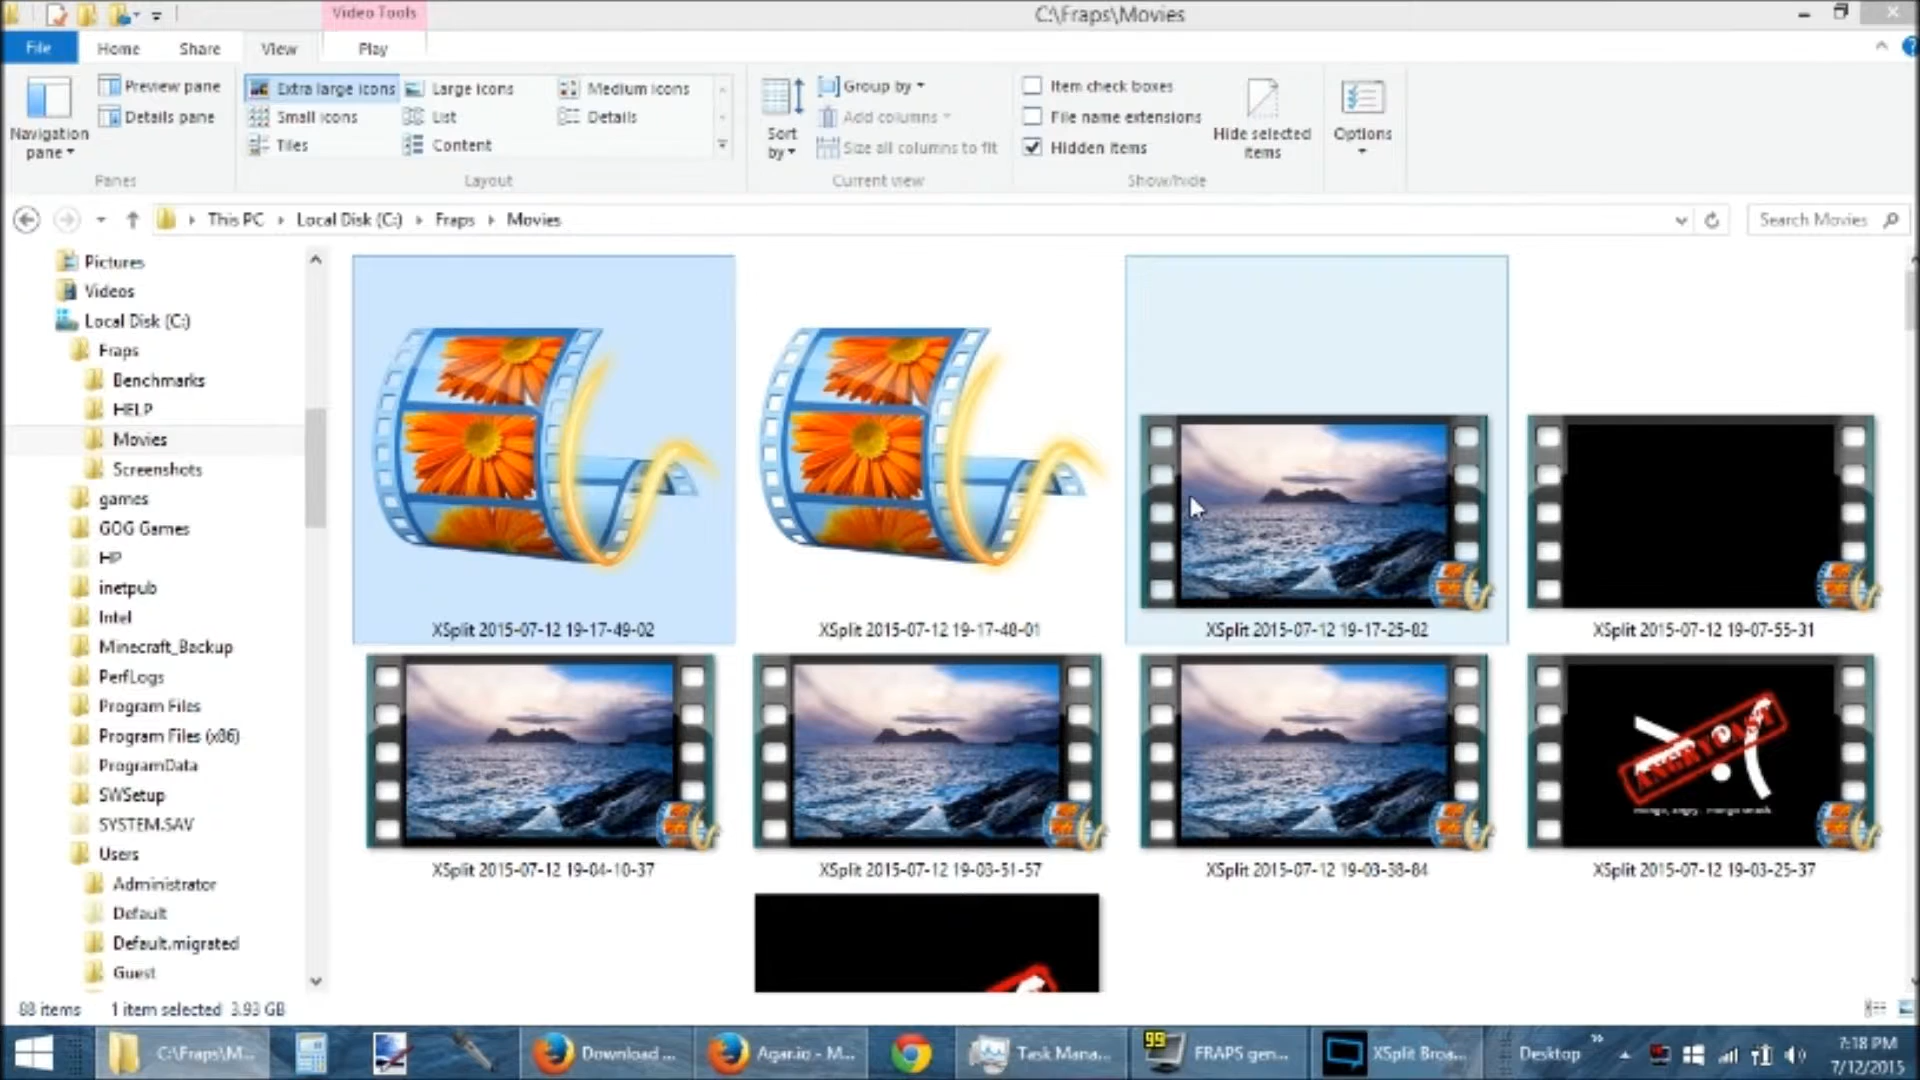 Video Tools
C:\Fraps\Movies
File
Home
Share
View
Play
Navigation pane
Preview pane
Details pane
Panes
Extra large icons
Large icons
Medium icons
Small icons
List
Details
Tiles
Content
Layout
Sort by
Group by
Add columns
Size all columns to fit
Current view
Item check boxes
File name extensions
Hidden items
Hide selected items
Show/hide
Options
This PC
Local Disk (C:)
Fraps
Movies
Search Movies
Pictures
Videos
Local Disk (C:)
Fraps
Benchmarks
HELP
Movies
Screenshots
games
GOG Games
HP
inetpub
Intel
Minecraft_Backup
PerfLogs
Program Files
Program Files (x86)
ProgramData
SWSetup
SYSTEM.SAV
Users
Administrator
Default
Default.migrated
Guest
XSplit 2015-07-12 19-17-49-02
XSplit 2015-07-12 19-17-48-01
XSplit 2015-07-12 19-17-25-82
XSplit 2015-07-12 19-07-55-31
XSplit 2015-07-12 19-04-10-37
XSplit 2015-07-12 19-03-51-57
XSplit 2015-07-12 19-03-38-84
ANGRYCAST
XSplit 2015-07-12 19-03-25-37
88 items
1 item selected 3.93 GB
C:\Fraps\M...
Download ...
Agar.io - M...
Task Mana...
99
FRAPS gen...
XSplit Broa...
Desktop
7:18 PM
7/12/2015